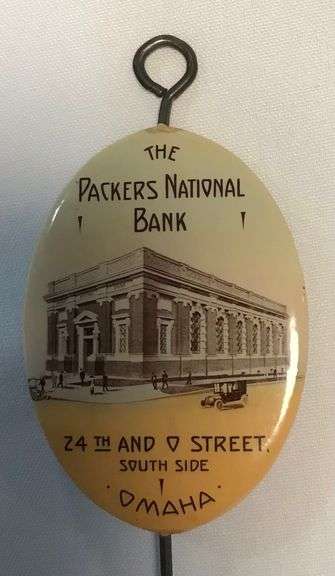 THE
PACKERS NATIONAL
BANK
24TH AND O STREET.
SOUTH SIDE
· OMAHA ·